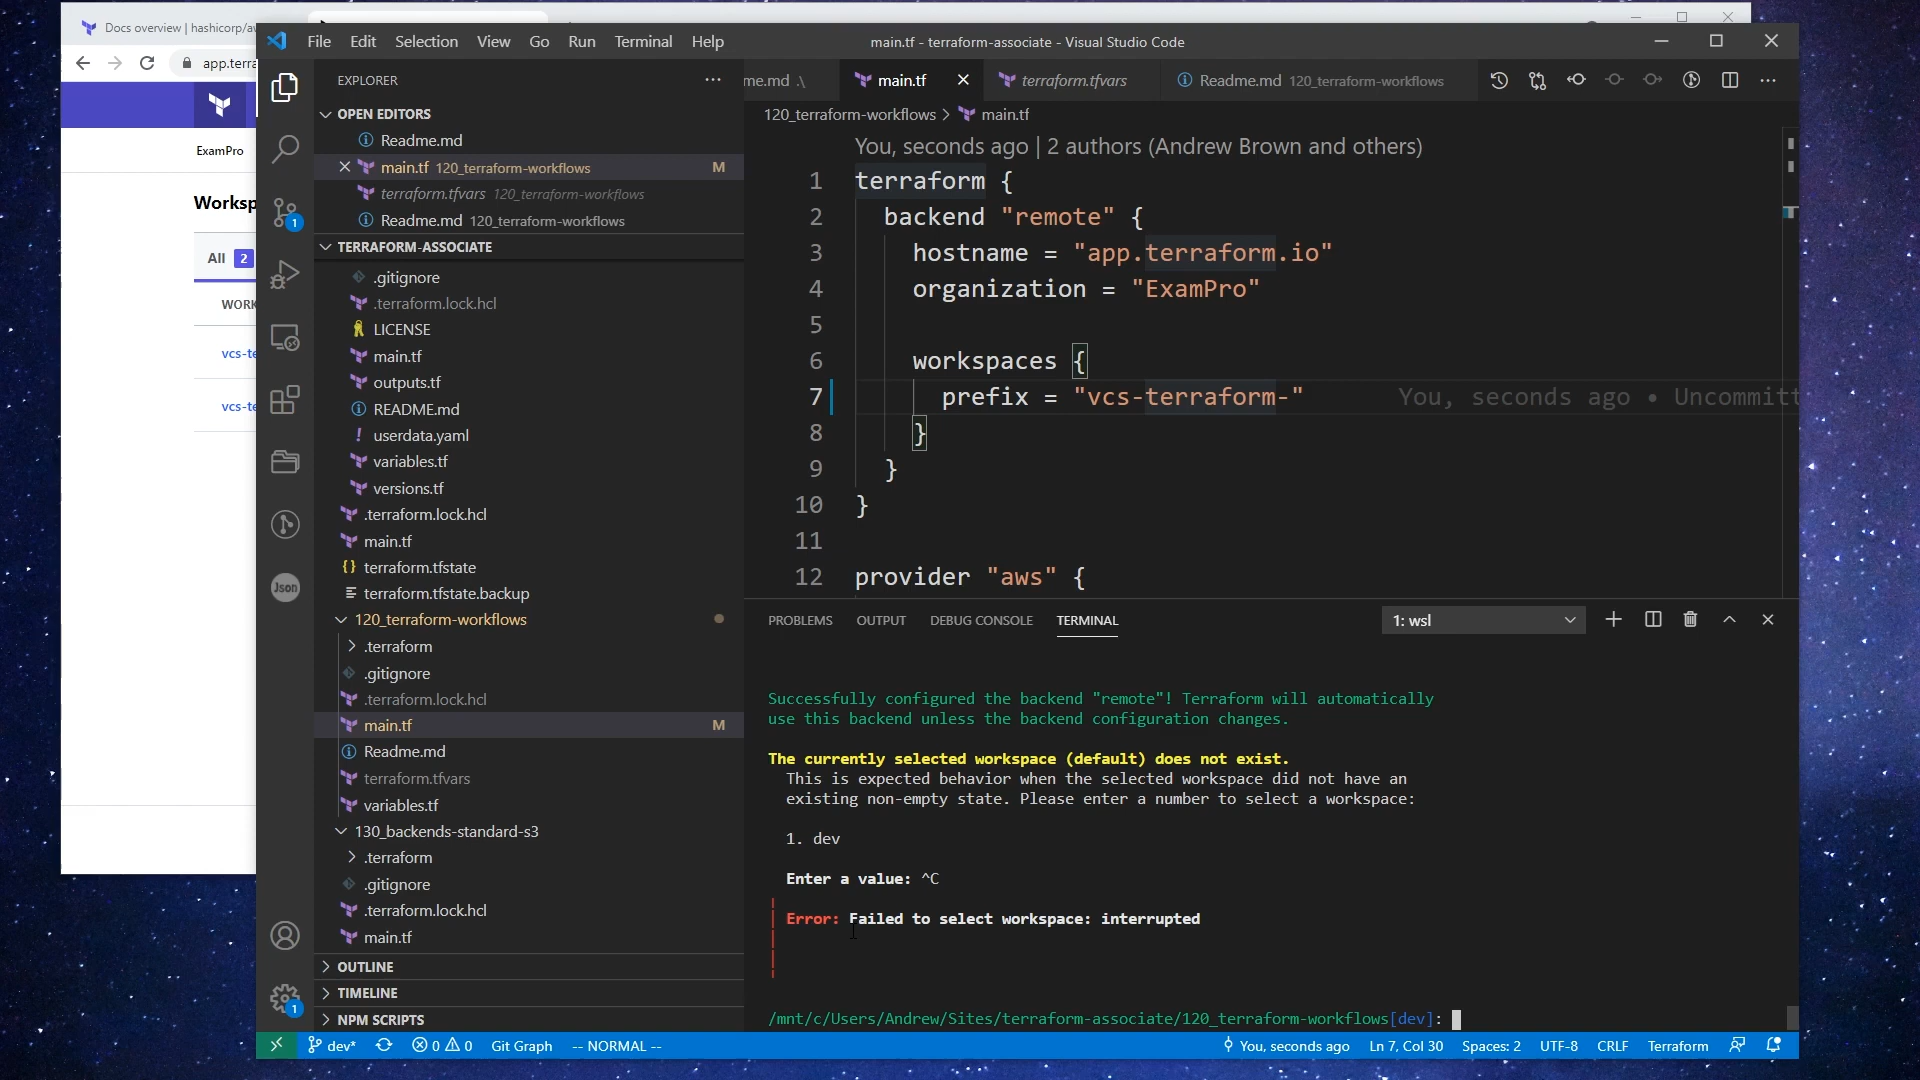 Docs overview | hashicorp/aw
app.terra
ExamPro
Worksp
All 2
WORK
vcs-te
vcs-te
File Edit Selection View Go Run Terminal Help
main.tf - terraform-associate - Visual Studio Code
EXPLORER
OPEN EDITORS
Readme.md
main.tf 120_terraform-workflows M
terraform.tfvars 120_terraform-workflows
Readme.md 120_terraform-workflows
TERRAFORM-ASSOCIATE
.gitignore
.terraform.lock.hcl
LICENSE
main.tf
outputs.tf
README.md
userdata.yaml
variables.tf
versions.tf
.terraform.lock.hcl
main.tf
terraform.tfstate
terraform.tfstate.backup
120_terraform-workflows
.terraform
.gitignore
.terraform.lock.hcl
main.tf M
Readme.md
terraform.tfvars
variables.tf
130_backends-standard-s3
.terraform
.gitignore
.terraform.lock.hcl
main.tf
OUTLINE
TIMELINE
NPM SCRIPTS
1
Json
1
me.md .\ main.tf terraform.tfvars Readme.md 120_terraform-workflows
120_terraform-workflows > main.tf
You, seconds ago | 2 authors (Andrew Brown and others)
1 terraform {
2 backend "remote" {
3 hostname = "app.terraform.io"
4 organization = "ExamPro"
5
6 workspaces {
7 prefix = "vcs-terraform-" You, seconds ago • Uncommitt
8 }
9 }
10 }
11
12 provider "aws" {
PROBLEMS OUTPUT DEBUG CONSOLE TERMINAL 1: wsl
Successfully configured the backend "remote"! Terraform will automatically
use this backend unless the backend configuration changes.
The currently selected workspace (default) does not exist.
This is expected behavior when the selected workspace did not have an
existing non-empty state. Please enter a number to select a workspace:
1. dev
Enter a value: ^C
Error: Failed to select workspace: interrupted
/mnt/c/Users/Andrew/Sites/terraform-associate/120_terraform-workflows[dev]:
dev* 0 0 Git Graph -- NORMAL -- You, seconds ago Ln 7, Col 30 Spaces: 2 UTF-8 CRLF Terraform